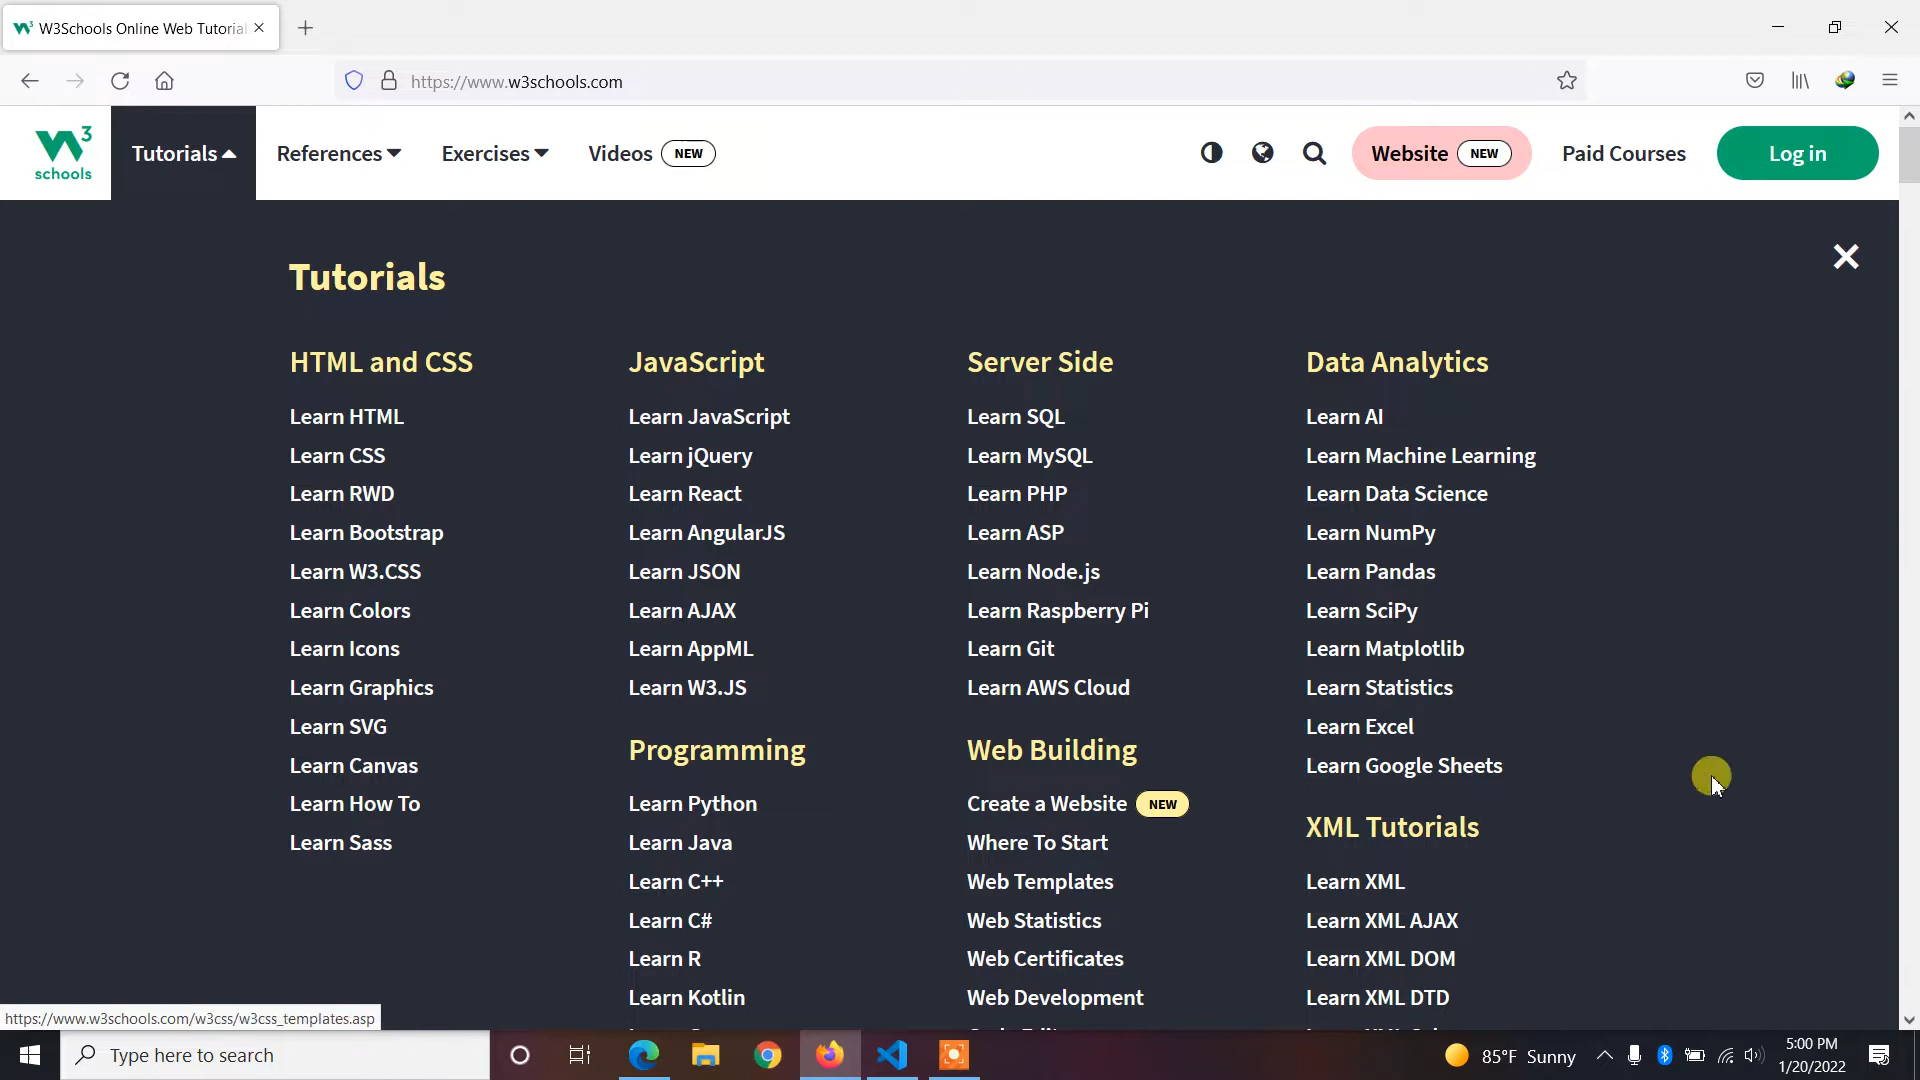 W3Schools Online Web Tutorial
https://www.w3schools.com
3
schools
Tutorials
References
Exercises
Videos NEW
Website NEW
Paid Courses
Log in
Tutorials
HTML and CSS
Learn HTML
Learn CSS
Learn RWD
Learn Bootstrap
Learn W3.CSS
Learn Colors
Learn Icons
Learn Graphics
Learn SVG
Learn Canvas
Learn How To
Learn Sass
JavaScript
Learn JavaScript
Learn jQuery
Learn React
Learn AngularJS
Learn JSON
Learn AJAX
Learn AppML
Learn W3.JS
Programming
Learn Python
Learn Java
Learn C++
Learn C#
Learn R
Learn Kotlin
Server Side
Learn SQL
Learn MySQL
Learn PHP
Learn ASP
Learn Node.js
Learn Raspberry Pi
Learn Git
Learn AWS Cloud
Web Building
Create a Website NEW
Where To Start
Web Templates
Web Statistics
Web Certificates
Web Development
Data Analytics
Learn AI
Learn Machine Learning
Learn Data Science
Learn NumPy
Learn Pandas
Learn SciPy
Learn Matplotlib
Learn Statistics
Learn Excel
Learn Google Sheets
XML Tutorials
Learn XML
Learn XML AJAX
Learn XML DOM
Learn XML DTD
https://www.w3schools.com/w3css/w3css_templates.asp
Type here to search
85°F Sunny
5:00 PM
1/20/2022